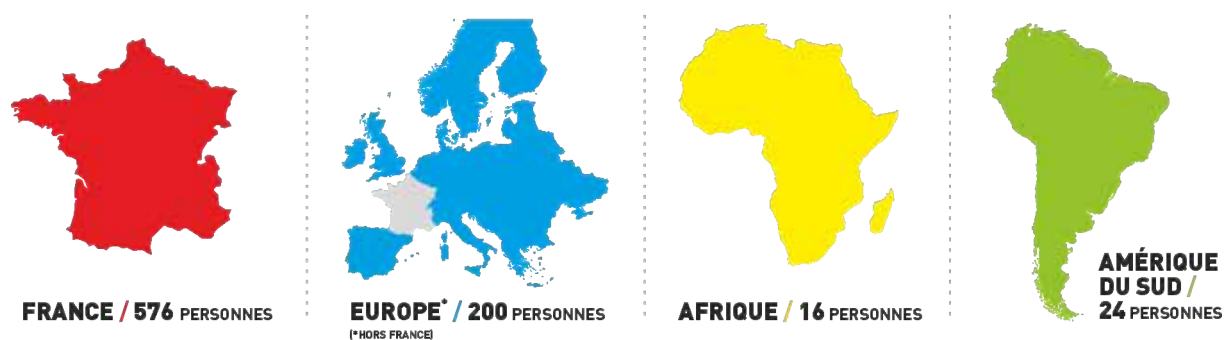 FRANCE / 576 PERSONNES
EUROPE* / 200 PERSONNES
(*HORS FRANCE)
AFRIQUE / 16 PERSONNES
AMÉRIQUE
DU SUD /
24 PERSONNES